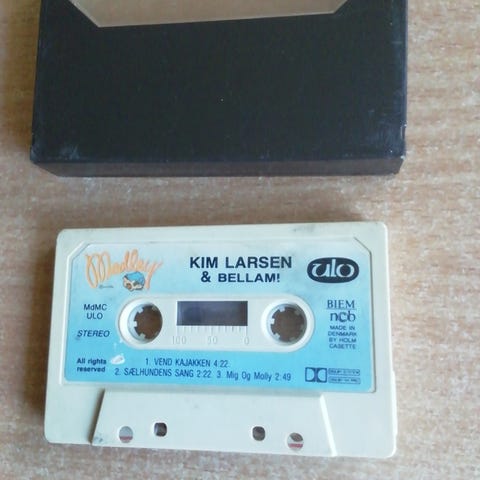 Medley
KIM LARSEN
& BELLAMI
ulo
MdMC
ULO
STEREO
BIEM
ncb
MADE IN
DENMARK
BY HOLM
CASETTE
100 50 0
All rights
reserved
1. VEND KAJAKKEN 4:22
2. SÆLHUNDENS SANG 2:22 3. Mig Og Molly 2:49